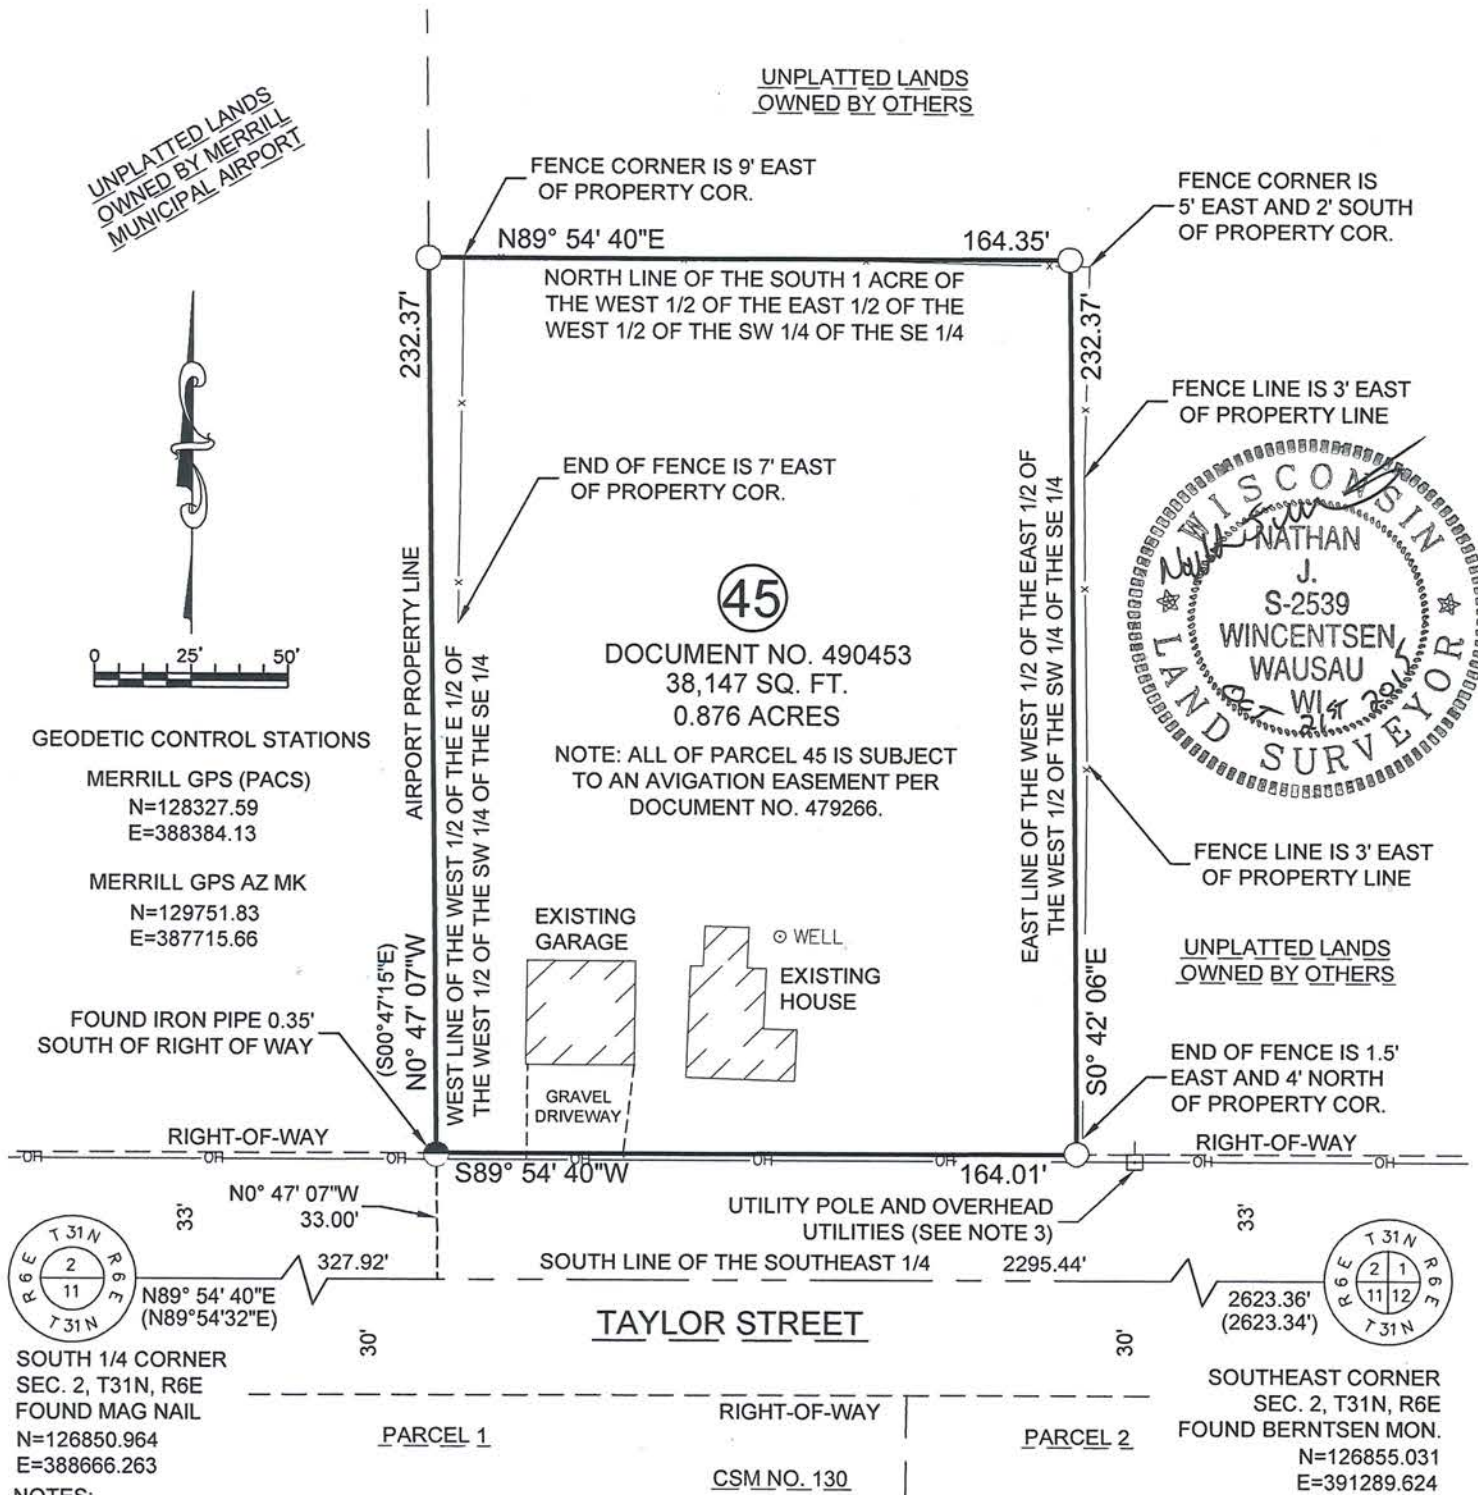 UNPLATTED LANDS
OWNED BY MERRILL
MUNICIPAL AIRPORT
UNPLATTED LANDS
OWNED BY OTHERS
FENCE CORNER IS 9' EAST
OF PROPERTY COR.
FENCE CORNER IS
5' EAST AND 2' SOUTH
OF PROPERTY COR.
N89° 54' 40"E
164.35'
NORTH LINE OF THE SOUTH 1 ACRE OF
THE WEST 1/2 OF THE EAST 1/2 OF THE
WEST 1/2 OF THE SW 1/4 OF THE SE 1/4
232.37'
232.37'
FENCE LINE IS 3' EAST
OF PROPERTY LINE
END OF FENCE IS 7' EAST
OF PROPERTY COR.
WISCONSIN
LAND SURVEYOR
NATHAN
J.
S-2539
WINCENTSEN
WAUSAU
WI
OCT 21st 2015
0 25' 50'
45
DOCUMENT NO. 490453
38,147 SQ. FT.
0.876 ACRES
NOTE: ALL OF PARCEL 45 IS SUBJECT
TO AN AVIGATION EASEMENT PER
DOCUMENT NO. 479266.
AIRPORT PROPERTY LINE
WEST LINE OF THE WEST 1/2 OF THE E 1/2 OF
THE WEST 1/2 OF THE SW 1/4 OF THE SE 1/4
EAST LINE OF THE WEST 1/2 OF THE EAST 1/2 OF
THE WEST 1/2 OF THE SW 1/4 OF THE SE 1/4
GEODETIC CONTROL STATIONS
MERRILL GPS (PACS)
N=128327.59
E=388384.13
MERRILL GPS AZ MK
N=129751.83
E=387715.66
FENCE LINE IS 3' EAST
OF PROPERTY LINE
EXISTING
GARAGE
WELL
EXISTING
HOUSE
UNPLATTED LANDS
OWNED BY OTHERS
(S00°47'15"E)
N0° 47' 07"W
S0° 42' 06"E
FOUND IRON PIPE 0.35'
SOUTH OF RIGHT OF WAY
GRAVEL
DRIVEWAY
END OF FENCE IS 1.5'
EAST AND 4' NORTH
OF PROPERTY COR.
RIGHT-OF-WAY
RIGHT-OF-WAY
OH OH OH OH OH OH OH
S89° 54' 40"W
164.01'
N0° 47' 07"W
33.00'
33'
33'
UTILITY POLE AND OVERHEAD
UTILITIES (SEE NOTE 3)
T31N R6E T31N R6E
2
11
327.92'
SOUTH LINE OF THE SOUTHEAST 1/4
2295.44'
T31N R6E T31N R6E
2 1
11 12
N89° 54' 40"E
(N89°54'32"E)
2623.36'
(2623.34')
TAYLOR STREET
30'
30'
SOUTH 1/4 CORNER
SEC. 2, T31N, R6E
FOUND MAG NAIL
N=126850.964
E=388666.263
SOUTHEAST CORNER
SEC. 2, T31N, R6E
FOUND BERNTSEN MON.
N=126855.031
E=391289.624
RIGHT-OF-WAY
PARCEL 1
PARCEL 2
CSM NO. 130
NOTES: